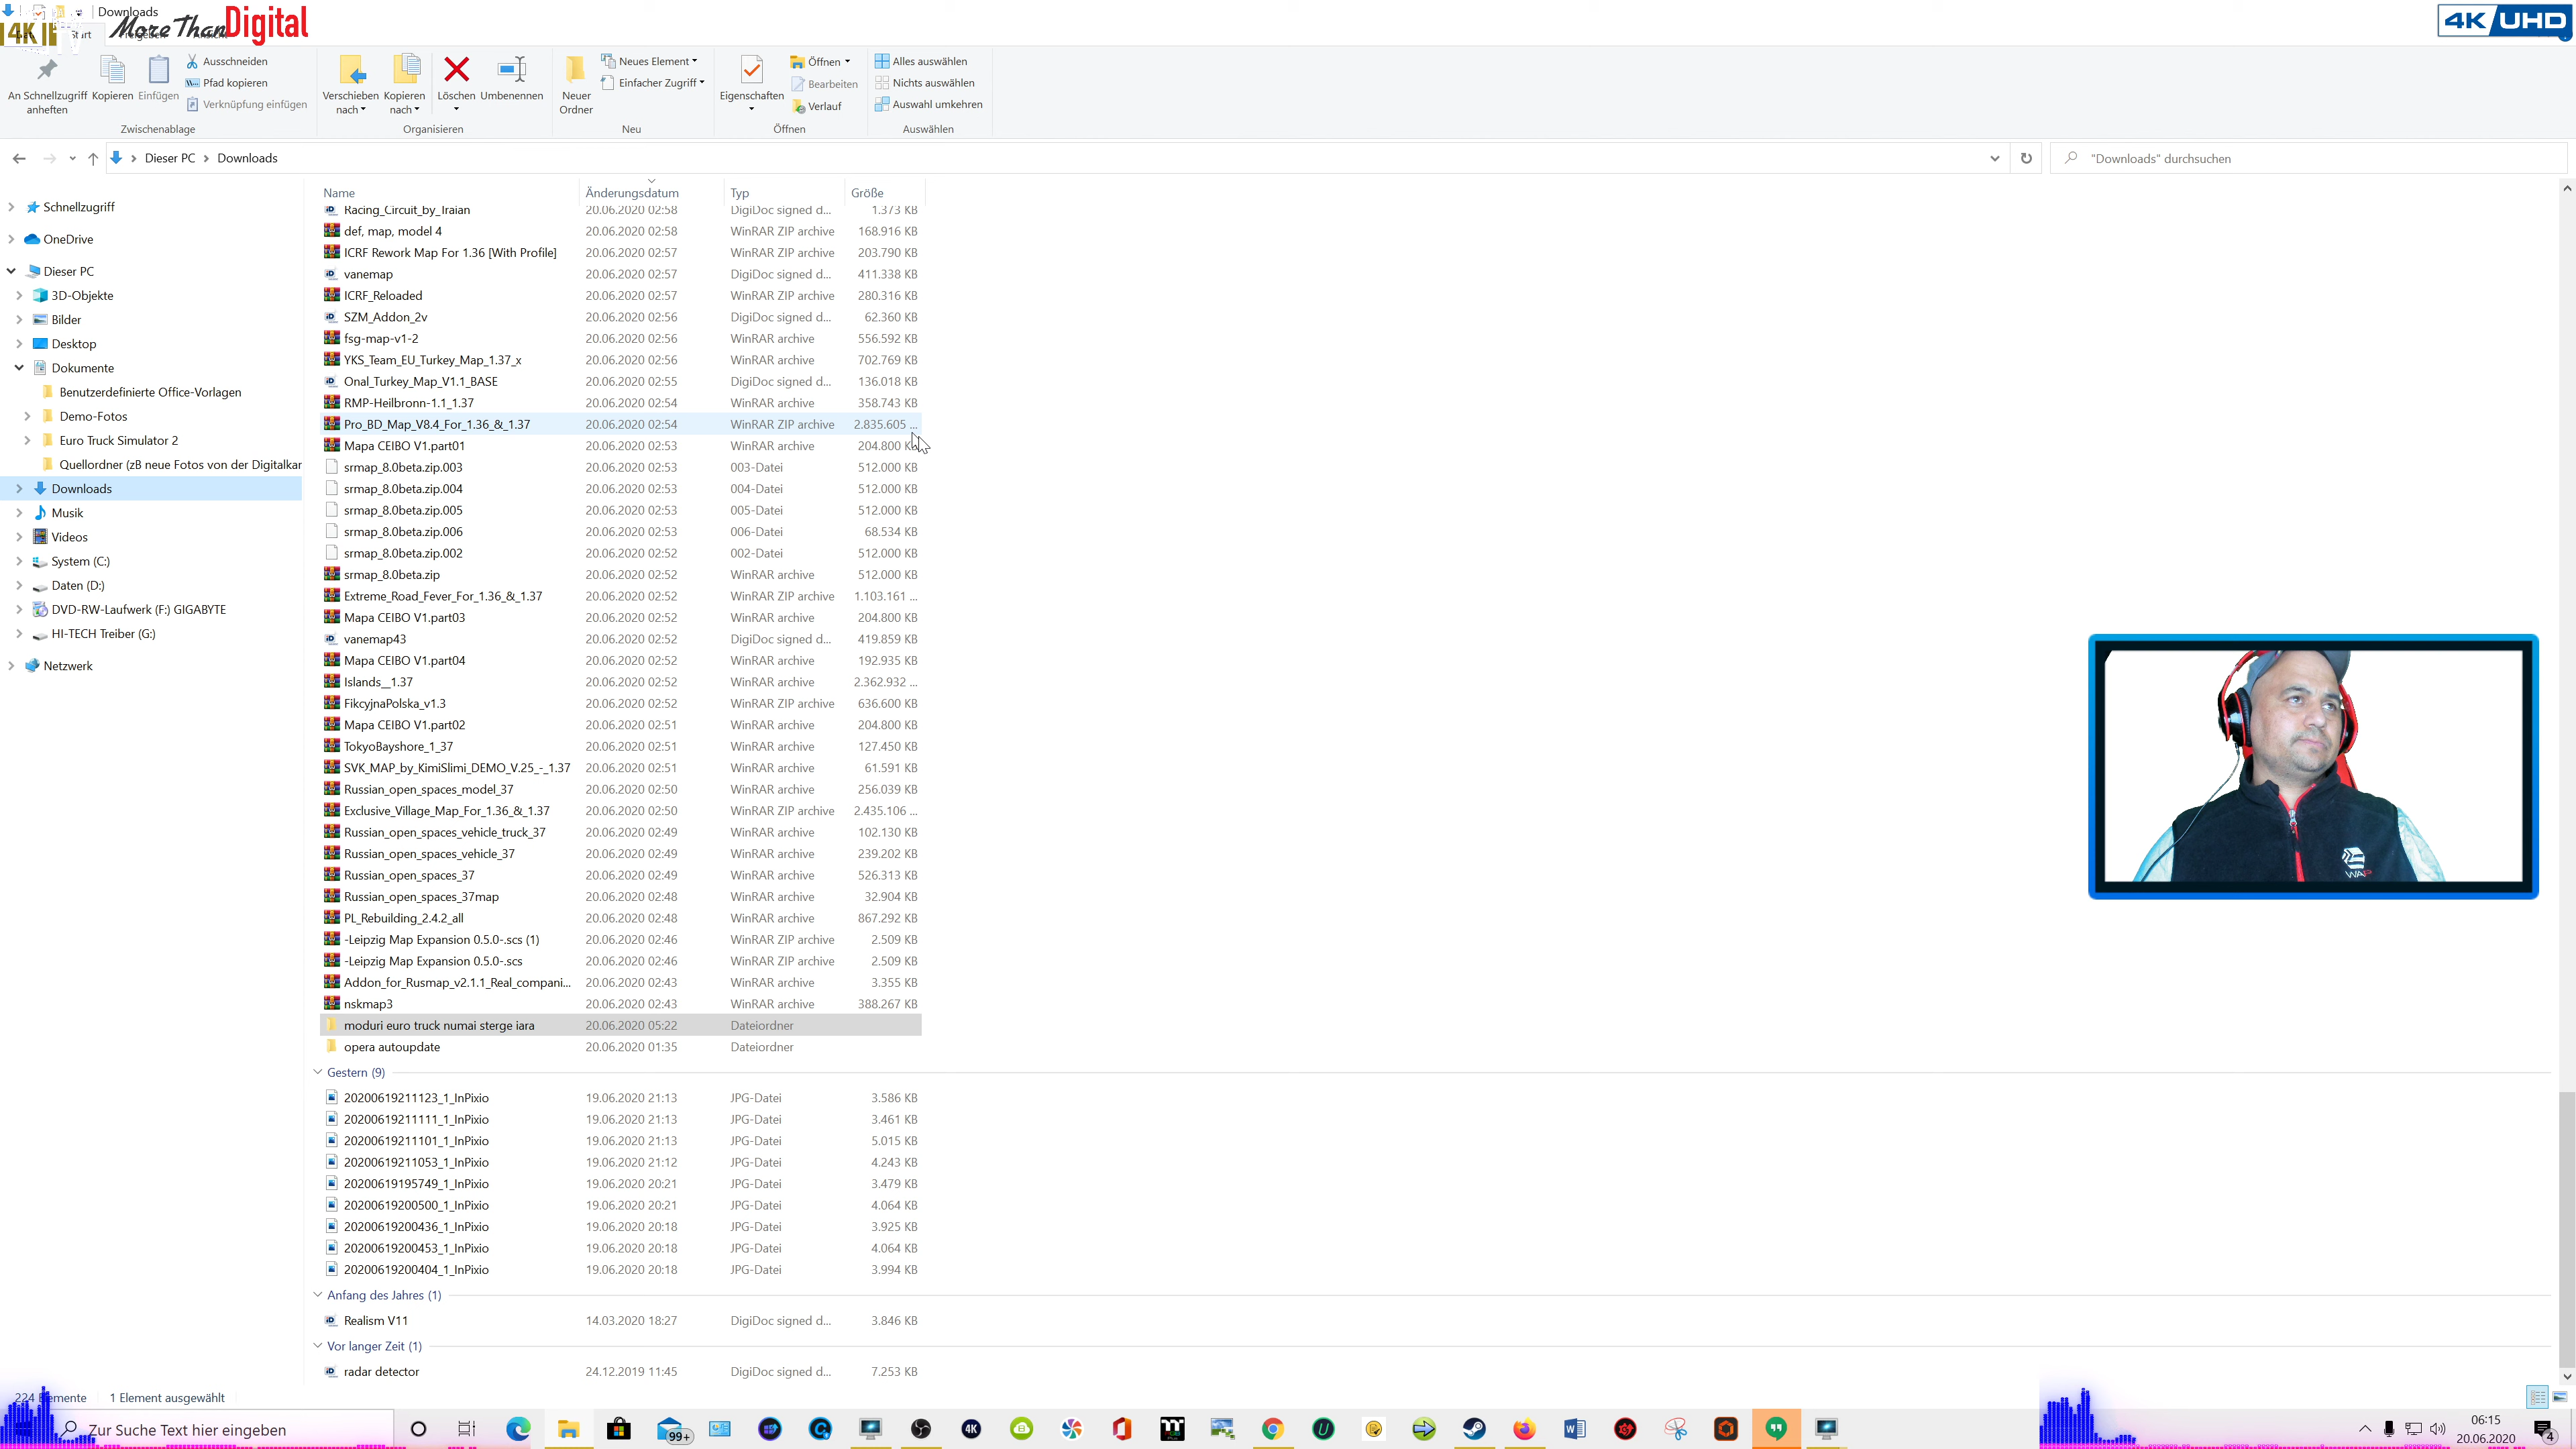 Downloads
4K
Start
More Than Digital
4K UHD
An Schnellzugriff anheften
Kopieren
Einfügen
Ausschneiden
Pfad kopieren
Verknüpfung einfügen
Verschieben nach
Kopieren nach
Löschen
Umbenennen
Neuer Ordner
Neues Element
Einfacher Zugriff
Eigenschaften
Öffnen
Bearbeiten
Verlauf
Alles auswählen
Nichts auswählen
Auswahl umkehren
Zwischenablage
Organisieren
Neu
Öffnen
Auswählen
Dieser PC > Downloads
"Downloads" durchsuchen
Schnellzugriff
OneDrive
Dieser PC
3D-Objekte
Bilder
Desktop
Dokumente
Benutzerdefinierte Office-Vorlagen
Demo-Fotos
Euro Truck Simulator 2
Quellordner (zB neue Fotos von der Digitalkar
Downloads
Musik
Videos
System (C:)
Daten (D:)
DVD-RW-Laufwerk (F:) GIGABYTE
HI-TECH Treiber (G:)
Netzwerk
Name Änderungsdatum Typ Größe
Racing_Circuit_by_Traian 20.06.2020 02:58 DigiDoc signed d... 1.373 KB
def, map, model 4 20.06.2020 02:58 WinRAR ZIP archive 168.916 KB
ICRF Rework Map For 1.36 [With Profile] 20.06.2020 02:57 WinRAR ZIP archive 203.790 KB
vanemap 20.06.2020 02:57 DigiDoc signed d... 411.338 KB
ICRF_Reloaded 20.06.2020 02:57 WinRAR ZIP archive 280.316 KB
SZM_Addon_2v 20.06.2020 02:56 DigiDoc signed d... 62.360 KB
fsg-map-v1-2 20.06.2020 02:56 WinRAR archive 556.592 KB
YKS_Team_EU_Turkey_Map_1.37_x 20.06.2020 02:56 WinRAR archive 702.769 KB
Onal_Turkey_Map_V1.1_BASE 20.06.2020 02:55 DigiDoc signed d... 136.018 KB
RMP-Heilbronn-1.1_1.37 20.06.2020 02:54 WinRAR archive 358.743 KB
Pro_BD_Map_V8.4_For_1.36_&_1.37 20.06.2020 02:54 WinRAR ZIP archive 2.835.605 ...
Mapa CEIBO V1.part01 20.06.2020 02:53 WinRAR archive 204.800 KB
srmap_8.0beta.zip.003 20.06.2020 02:53 003-Datei 512.000 KB
srmap_8.0beta.zip.004 20.06.2020 02:53 004-Datei 512.000 KB
srmap_8.0beta.zip.005 20.06.2020 02:53 005-Datei 512.000 KB
srmap_8.0beta.zip.006 20.06.2020 02:53 006-Datei 68.534 KB
srmap_8.0beta.zip.002 20.06.2020 02:52 002-Datei 512.000 KB
srmap_8.0beta.zip 20.06.2020 02:52 WinRAR archive 512.000 KB
Extreme_Road_Fever_For_1.36_&_1.37 20.06.2020 02:52 WinRAR ZIP archive 1.103.161 ...
Mapa CEIBO V1.part03 20.06.2020 02:52 WinRAR archive 204.800 KB
vanemap43 20.06.2020 02:52 DigiDoc signed d... 419.859 KB
Mapa CEIBO V1.part04 20.06.2020 02:52 WinRAR archive 192.935 KB
Islands__1.37 20.06.2020 02:52 WinRAR archive 2.362.932 ...
FikcyjnaPolska_v1.3 20.06.2020 02:52 WinRAR ZIP archive 636.600 KB
Mapa CEIBO V1.part02 20.06.2020 02:51 WinRAR archive 204.800 KB
TokyoBayshore_1_37 20.06.2020 02:51 WinRAR archive 127.450 KB
SVK_MAP_by_KimiSlimi_DEMO_V.25_-_1.37 20.06.2020 02:51 WinRAR archive 61.591 KB
Russian_open_spaces_model_37 20.06.2020 02:50 WinRAR archive 256.039 KB
Exclusive_Village_Map_For_1.36_&_1.37 20.06.2020 02:50 WinRAR ZIP archive 2.435.106 ...
Russian_open_spaces_vehicle_truck_37 20.06.2020 02:49 WinRAR archive 102.130 KB
Russian_open_spaces_vehicle_37 20.06.2020 02:49 WinRAR archive 239.202 KB
Russian_open_spaces_37 20.06.2020 02:49 WinRAR archive 526.313 KB
Russian_open_spaces_37map 20.06.2020 02:48 WinRAR archive 32.904 KB
PL_Rebuilding_2.4.2_all 20.06.2020 02:48 WinRAR archive 867.292 KB
-Leipzig Map Expansion 0.5.0-.scs (1) 20.06.2020 02:46 WinRAR ZIP archive 2.509 KB
-Leipzig Map Expansion 0.5.0-.scs 20.06.2020 02:46 WinRAR ZIP archive 2.509 KB
Addon_for_Rusmap_v2.1.1_Real_compani... 20.06.2020 02:43 WinRAR archive 3.355 KB
nskmap3 20.06.2020 02:43 WinRAR archive 388.267 KB
moduri euro truck numai sterge iara 20.06.2020 05:22 Dateiordner
opera autoupdate 20.06.2020 01:35 Dateiordner
Gestern (9)
20200619211123_1_InPixio 19.06.2020 21:13 JPG-Datei 3.586 KB
20200619211111_1_InPixio 19.06.2020 21:13 JPG-Datei 3.461 KB
20200619211101_1_InPixio 19.06.2020 21:13 JPG-Datei 5.015 KB
20200619211053_1_InPixio 19.06.2020 21:12 JPG-Datei 4.243 KB
20200619195749_1_InPixio 19.06.2020 20:21 JPG-Datei 3.479 KB
20200619200500_1_InPixio 19.06.2020 20:21 JPG-Datei 4.064 KB
20200619200436_1_InPixio 19.06.2020 20:18 JPG-Datei 3.925 KB
20200619200453_1_InPixio 19.06.2020 20:18 JPG-Datei 4.064 KB
20200619200404_1_InPixio 19.06.2020 20:18 JPG-Datei 3.994 KB
Anfang des Jahres (1)
Realism V11 14.03.2020 18:27 DigiDoc signed d... 3.846 KB
Vor langer Zeit (1)
radar detector 24.12.2019 11:45 DigiDoc signed d... 7.253 KB
224 Elemente 1 Element ausgewählt
Zur Suche Text hier eingeben
99+
4K
06:15
20.06.2020
4